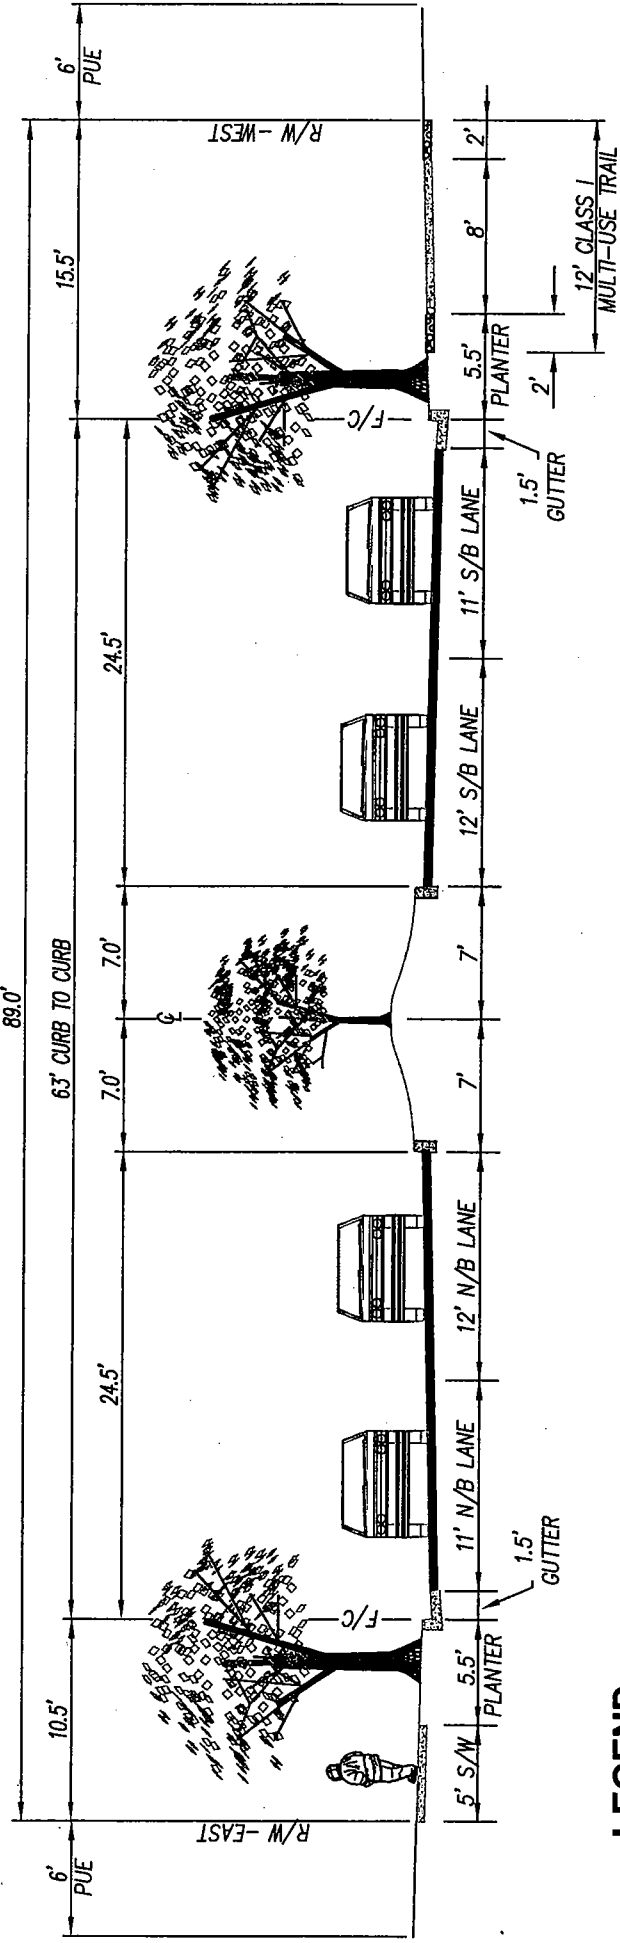 89.0'
6'
PUE
10.5'
63' CURB TO CURB
15.5'
6'
PUE
24.5'
7.0'
7.0'
24.5'
R/W-EAST
F/C
CL
F/C
R/W-WEST
5' S/W
5.5'
PLANTER
1.5'
GUTTER
11' N/B LANE
12' N/B LANE
7'
7'
12' S/B LANE
11' S/B LANE
1.5'
GUTTER
5.5'
PLANTER
2'
8'
2'
12' CLASS I
MULTI-USE TRAIL
LEGEND